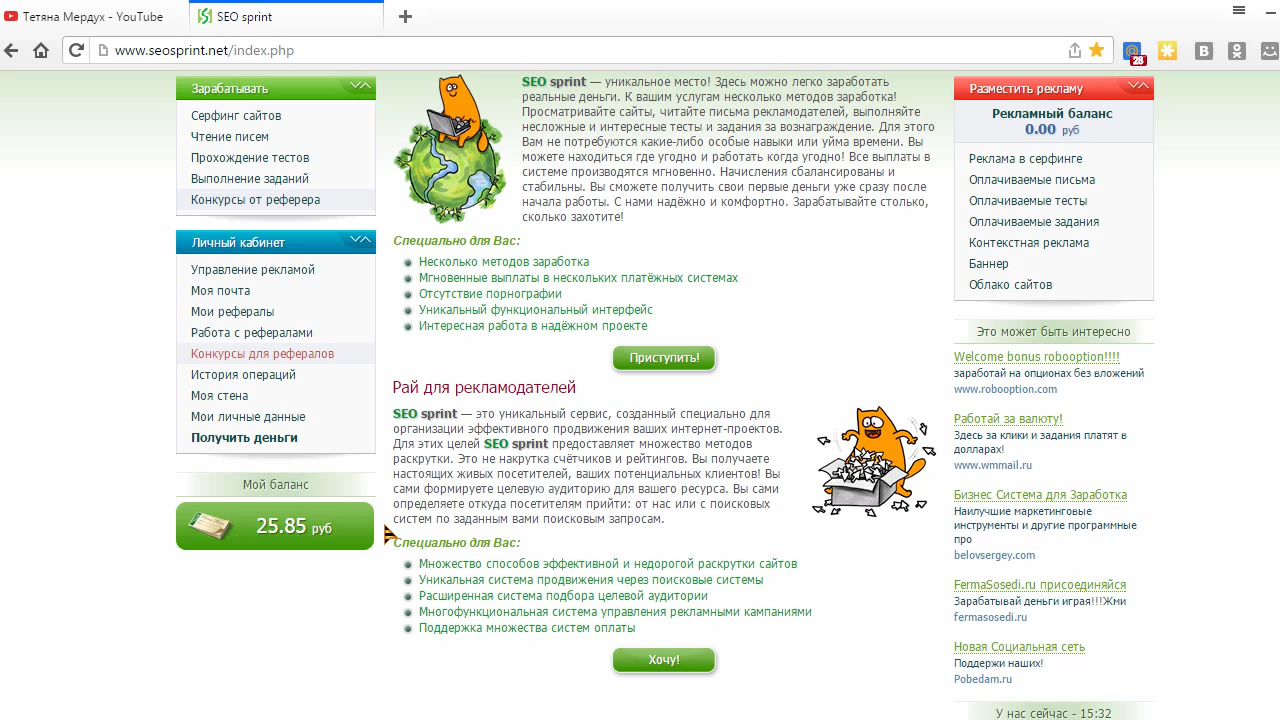 Тетяна Мердух - YouTube
SEO sprint
www.seosprint.net/index.php
28
Зарабатывать
Серфинг сайтов
Чтение писем
Прохождение тестов
Выполнение заданий
Конкурсы от реферера
Личный кабинет
Управление рекламой
Моя почта
Мои рефералы
Работа с рефералами
Конкурсы для рефералов
История операций
Моя стена
Мои личные данные
Получить деньги
Мой баланс
25.85 руб
SEO sprint — уникальное место! Здесь можно легко заработать
реальные деньги. К вашим услугам несколько методов заработка!
Просматривайте сайты, читайте письма рекламодателей, выполняйте
несложные и интересные тесты и задания за вознаграждение. Для этого
Вам не потребуются какие-либо особые навыки или уйма времени. Вы
можете находиться где угодно и работать когда угодно! Все выплаты в
системе производятся мгновенно. Начисления сбалансированы и
стабильны. Вы сможете получить свои первые деньги уже сразу после
начала работы. С нами надёжно и комфортно. Зарабатывайте столько,
сколько захотите!
Специально для Вас:
Несколько методов заработка
Мгновенные выплаты в нескольких платёжных системах
Отсутствие порнографии
Уникальный функциональный интерфейс
Интересная работа в надёжном проекте
Приступить!
Рай для рекламодателей
SEO sprint — это уникальный сервис, созданный специально для
организации эффективного продвижения ваших интернет-проектов.
Для этих целей SEO sprint предоставляет множество методов
раскрутки. Это не накрутка счётчиков и рейтингов. Вы получаете
настоящих живых посетителей, ваших потенциальных клиентов! Вы
сами формируете целевую аудиторию для вашего ресурса. Вы сами
определяете откуда посетителям прийти: от нас или с поисковых
систем по заданным вами поисковым запросам.
Специально для Вас:
Множество способов эффективной и недорогой раскрутки сайтов
Уникальная система продвижения через поисковые системы
Расширенная система подбора целевой аудитории
Многофункциональная система управления рекламными кампаниями
Поддержка множества систем оплаты
Хочу!
Разместить рекламу
Рекламный баланс
0.00 руб
Реклама в серфинге
Оплачиваемые письма
Оплачиваемые тесты
Оплачиваемые задания
Контекстная реклама
Баннер
Облако сайтов
Это может быть интересно
Welcome bonus robooption!!!!
заработай на опционах без вложений
www.robooption.com
Работай за валюту!
Здесь за клики и задания платят в
долларах!
www.wmmail.ru
Бизнес Система для Заработка
Наилучшие маркетинговые
инструменты и другие программные
про
belovsergey.com
FermaSosedi.ru присоединяйся
Зарабатывай деньги играя!!!Жми
fermasosedi.ru
Новая Социальная сеть
Поддержи наших!
Pobedam.ru
У нас сейчас - 15:32